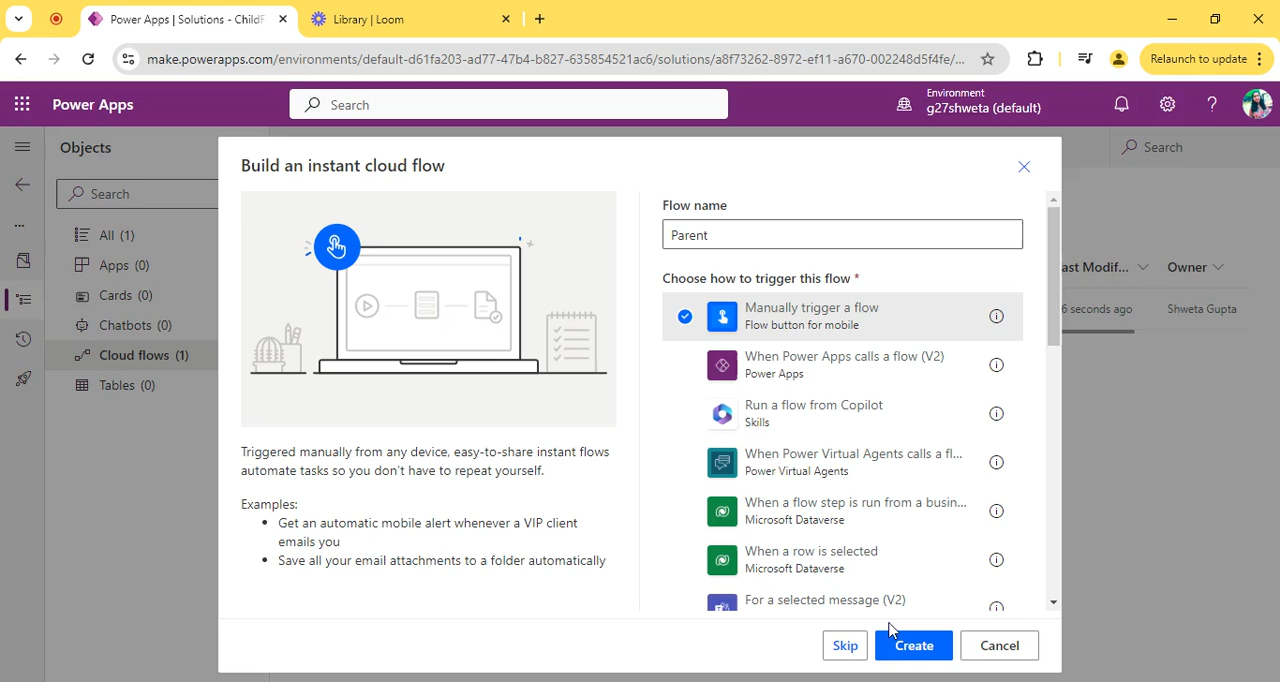 Power Apps | Solutions - ChildF
Library | Loom
make.powerapps.com/environments/default-d61fa203-ad77-47b4-b827-635854521ac6/solutions/a8f73262-8972-ef11-a670-002248d5f4fe/...
Relaunch to update
Power Apps
Search
Environment
g27shweta (default)
Objects
Search
Search
All (1)
Apps (0)
Cards (0)
Chatbots (0)
Cloud flows (1)
Tables (0)
Build an instant cloud flow
Triggered manually from any device, easy-to-share instant flows
automate tasks so you don't have to repeat yourself.
Examples:
Get an automatic mobile alert whenever a VIP client
emails you
Save all your email attachments to a folder automatically
Flow name
Parent
Choose how to trigger this flow *
Manually trigger a flow
Flow button for mobile
When Power Apps calls a flow (V2)
Power Apps
Run a flow from Copilot
Skills
When Power Virtual Agents calls a fl...
Power Virtual Agents
When a flow step is run from a busin...
Microsoft Dataverse
When a row is selected
Microsoft Dataverse
For a selected message (V2)
Skip
Create
Cancel
ast Modif...
Owner
6 seconds ago
Shweta Gupta